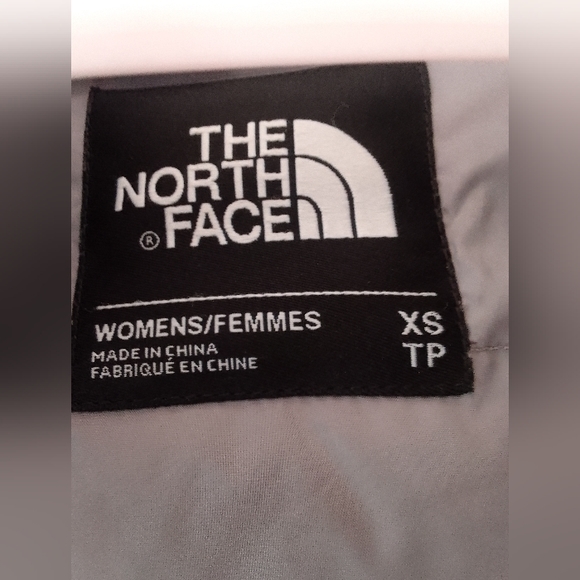 THE
NORTH
® FACE
WOMENS/FEMMES XS
MADE IN CHINA TP
FABRIQUÉ EN CHINE